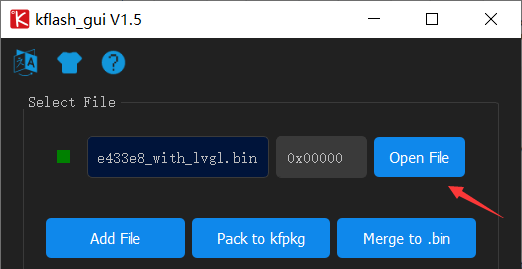 kflash_gui V1.5
Select File
e433e8_with_lvgl.bin 0x00000 Open File
Add File Pack to kfpkg Merge to .bin